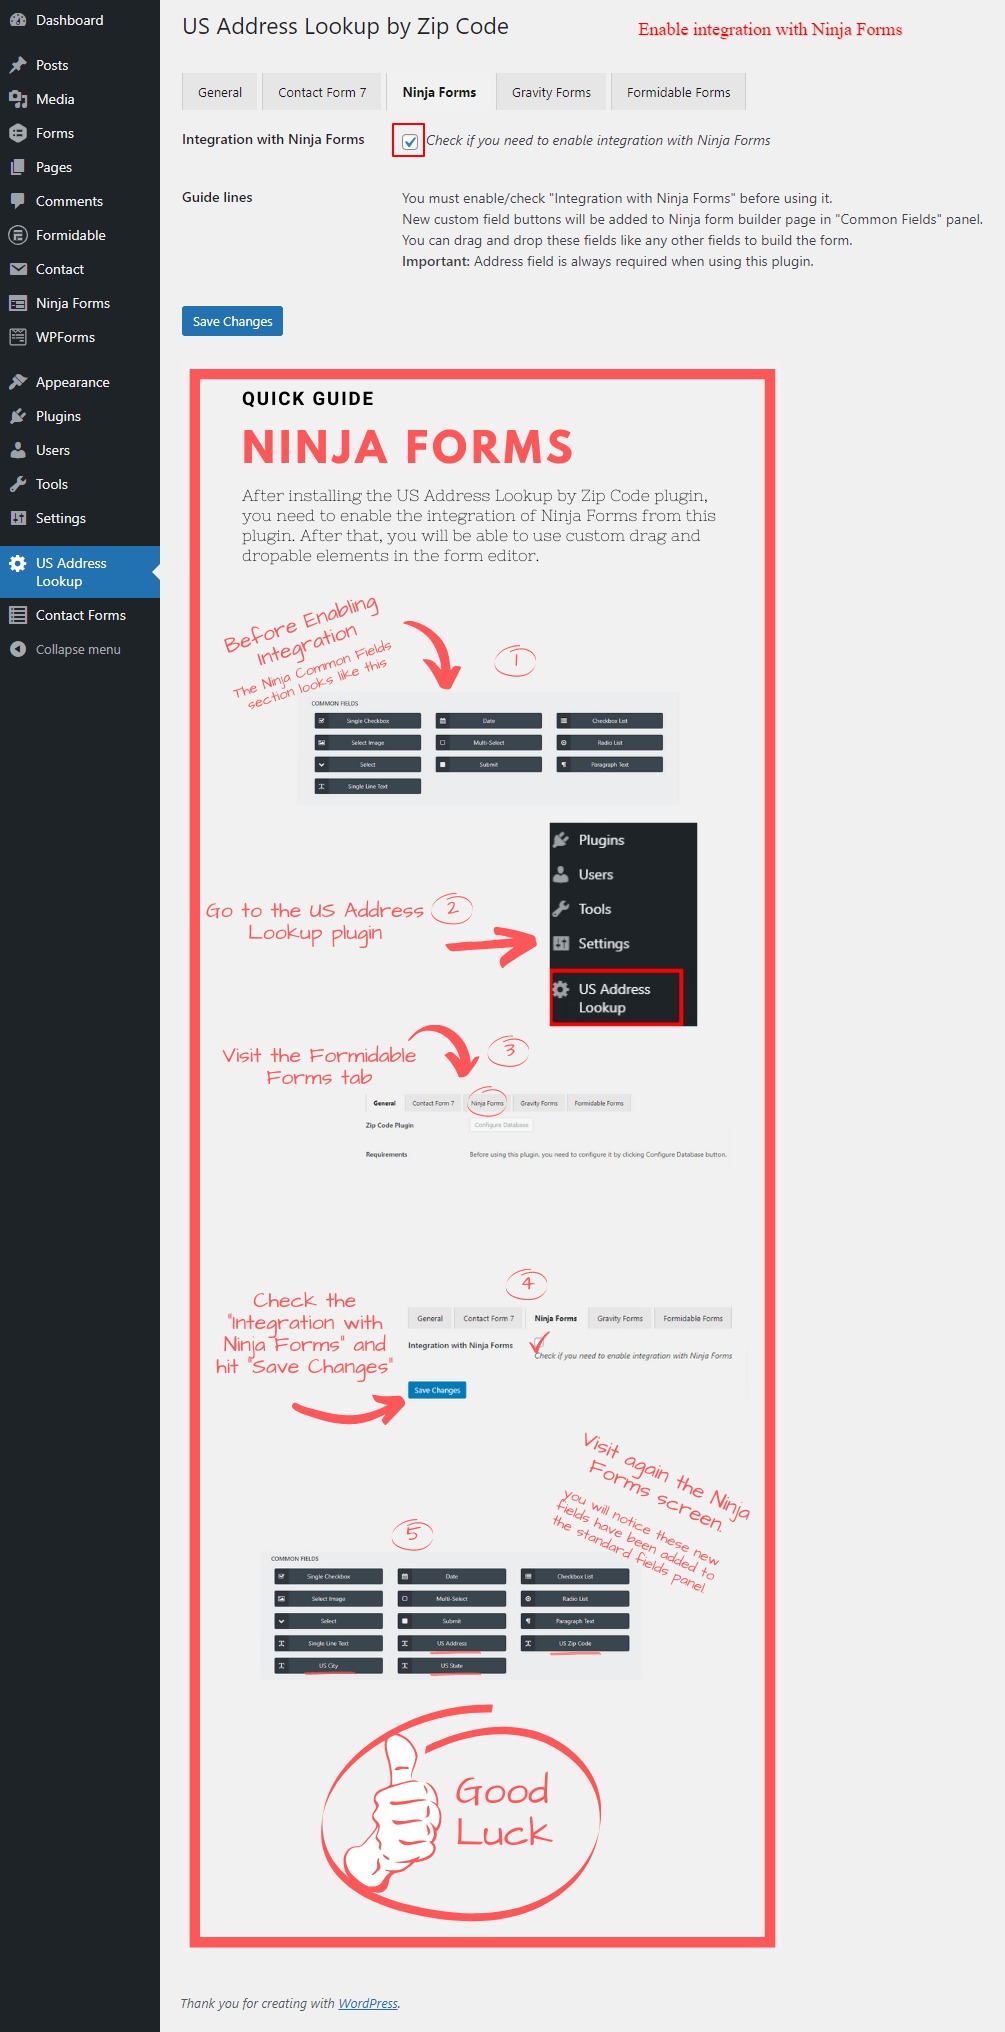 Dashboard
Posts
Media
Forms
Pages
Comments
Formidable
Contact
Ninja Forms
WPForms
Appearance
Plugins
Users
Tools
Settings
US Address
Lookup
Contact Forms
Collapse menu
US Address Lookup by Zip Code
Enable integration with Ninja Forms
General Contact Form 7 Ninja Forms Gravity Forms Formidable Forms
Integration with Ninja Forms Check if you need to enable integration with Ninja Forms
Guide lines You must enable/check "Integration with Ninja Forms" before using it.
New custom field buttons will be added to Ninja form builder page in "Common Fields" panel.
You can drag and drop these fields like any other fields to build the form.
Important: Address field is always required when using this plugin.
Save Changes
QUICK GUIDE
NINJA FORMS
After installing the US Address Lookup by Zip Code plugin,
you need to enable the integration of Ninja Forms from this
plugin. After that, you will be able to use custom drag and
dropable elements in the form editor.
Before Enabling
Integration
The Ninja Common Fields
section looks like this
1
COMMON FIELDS
Single Checkbox Date Checkbox List
Select Image Multi-Select Radio List
Select Submit Paragraph Text
Single Line Text
Go to the US Address
Lookup plugin
2
Plugins
Users
Tools
Settings
US Address
Lookup
Visit the Formidable
Forms tab
3
General Contact Form 7 Ninja Forms Gravity Forms Formidable Forms
Zip Code Plugin Configure Database
Requirements Before using this plugin, you need to configure it by clicking Configure Database button.
4
Check the
"Integration with
Ninja Forms" and
hit "Save Changes"
General Contact Form 7 Ninja Forms Gravity Forms Formidable Forms
Integration with Ninja Forms
Check if you need to enable integration with Ninja Forms
Save Changes
Visit again the Ninja
Forms screen.
you will notice these new
fields have been added to
the standard fields panel
5
COMMON FIELDS
Single Checkbox Date Checkbox List
Select Image Multi-Select Radio List
Select Submit Paragraph Text
Single Line Text US Address US Zip Code
US City US State
Good
Luck
Thank you for creating with WordPress.